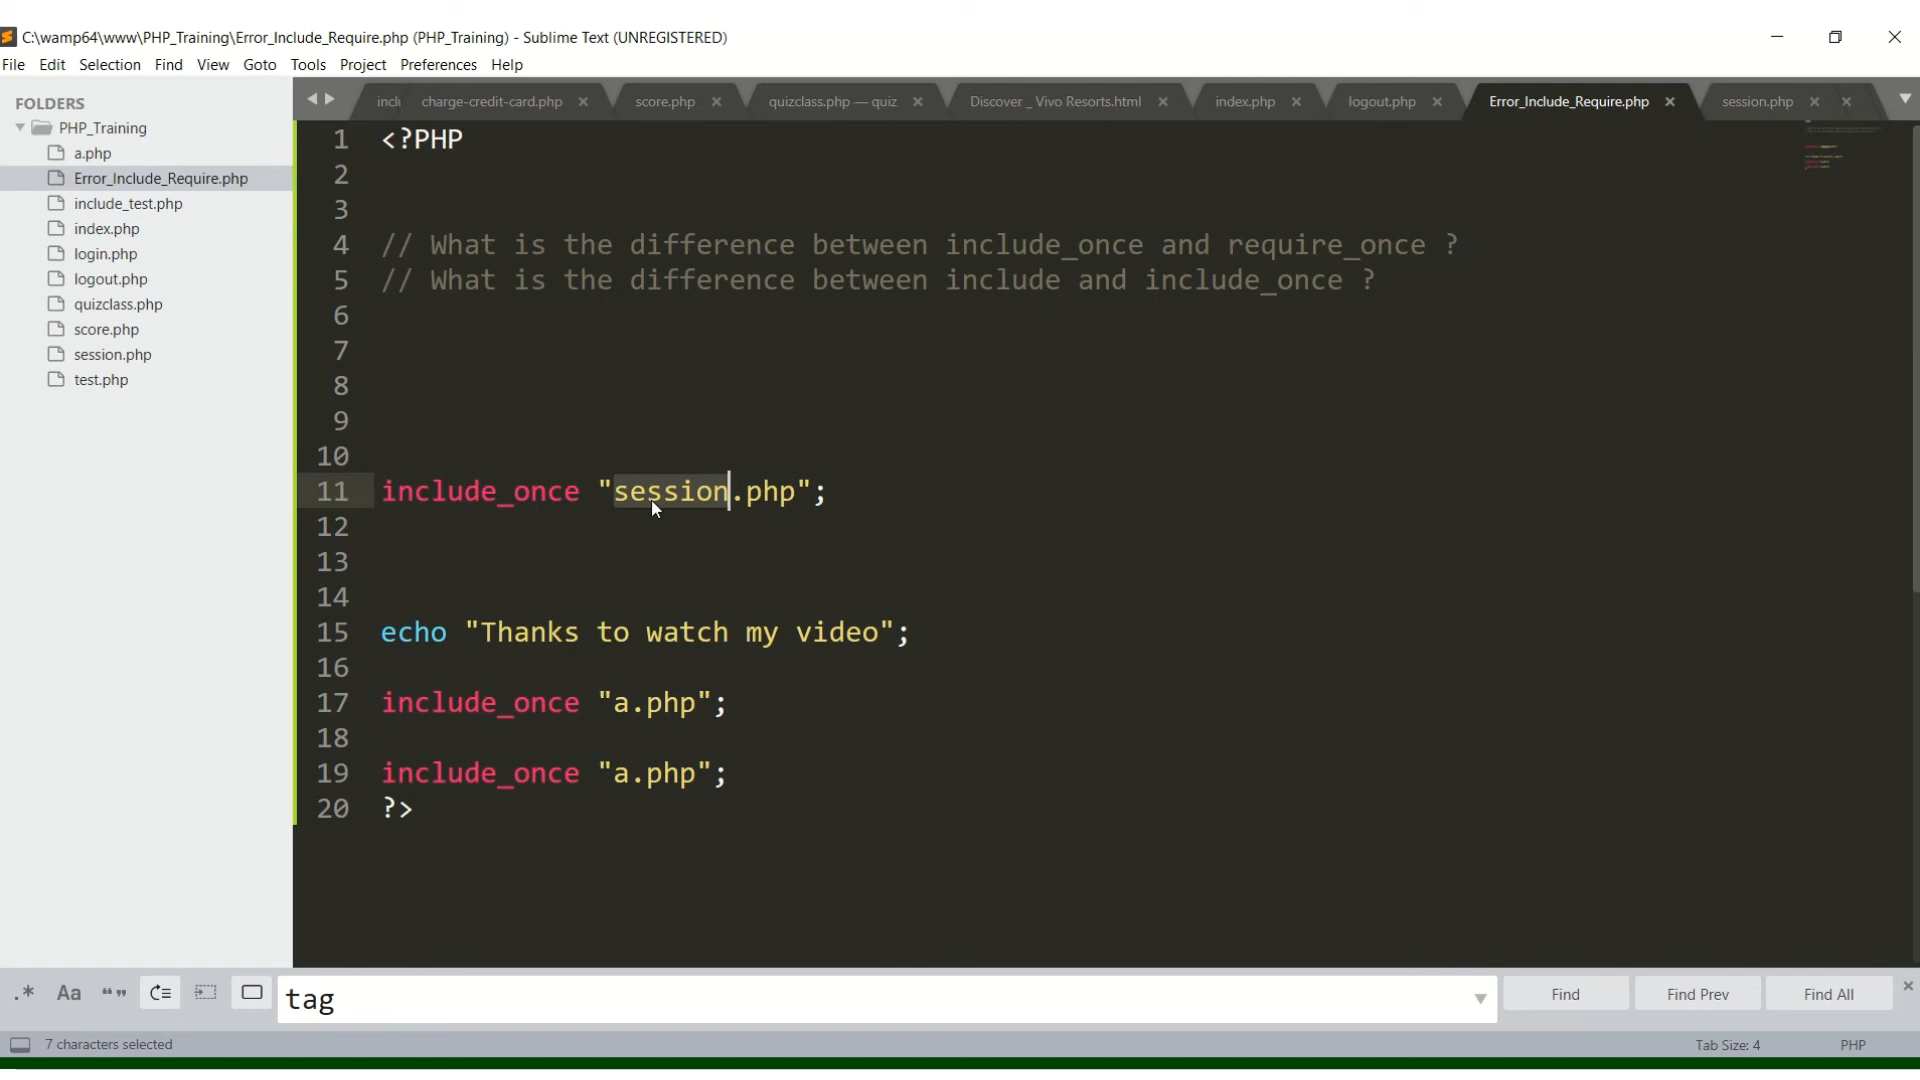 C:\wamp64\www\PHP_Training\Error_Include_Require.php (PHP_Training) - Sublime Text (UNREGISTERED)
File Edit Selection Find View Goto Tools Project Preferences Help
FOLDERS
PHP_Training
a.php
Error_Include_Require.php
include_test.php
index.php
login.php
logout.php
quizclass.php
score.php
session.php
test.php
inclu charge-credit-card.php score.php quizclass.php — quiz Discover _ Vivo Resorts.html index.php logout.php Error_Include_Require.php session.php
1 <?PHP
2
3
4 // What is the difference between include_once and require_once ?
5 // What is the difference between include and include_once ?
6
7
8
9
10
11 include_once "session.php";
12
13
14
15 echo "Thanks to watch my video";
16
17 include_once "a.php";
18
19 include_once "a.php";
20 ?>
.* Aa “” tag Find Find Prev Find All
7 characters selected Tab Size: 4 PHP